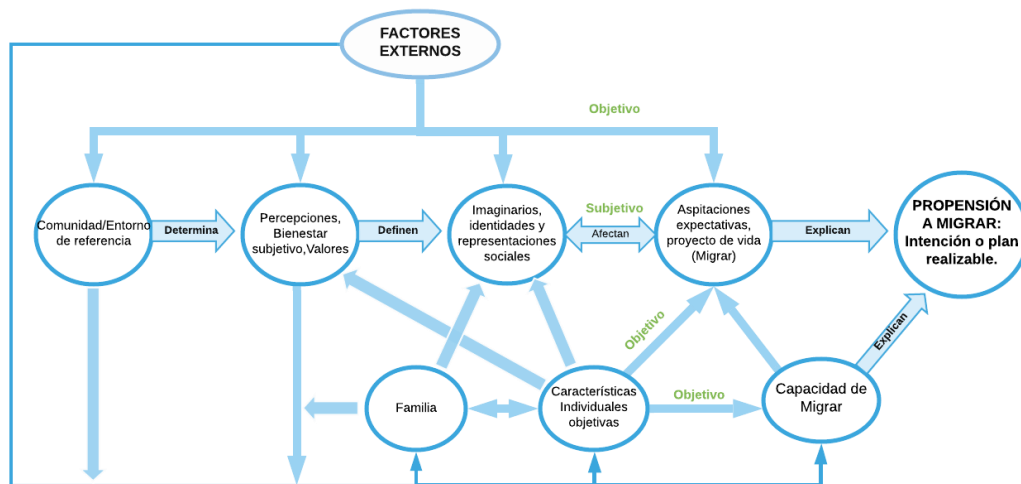 FACTORES
EXTERNOS
Objetivo
Comunidad/Entorno
de referencia
Determina
Percepciones,
Bienestar
subjetivo,Valores
Definen
Imaginarios,
identidades y
representaciones
sociales
Subjetivo
Afectan
Aspitaciones
expectativas,
proyecto de vida
(Migrar)
Explican
PROPENSIÓN
A MIGRAR:
Intención o plan
realizable.
Objetivo
Explican
Familia
Características
Individuales
objetivas
Objetivo
Capacidad de
Migrar